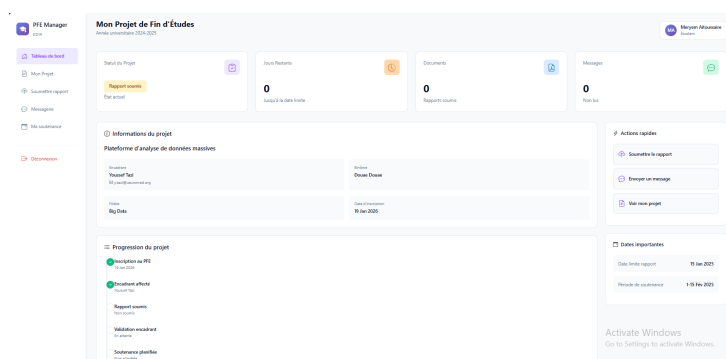 PFE Manager
Mon Projet de Fin d'Études
Année universitaire 2024-2025
MA
Meryem Altoussaire
Étudiant
Tableau de bord
Mon Projet
Soumettre rapport
Messagerie
Ma soutenance
Déconnexion
Statut du Projet
Rapport soumis
État actuel
Jours Restants
0
Jusqu'à la date limite
Documents
0
Rapports soumis
Messages
0
Non lus
Informations du projet
Plateforme d'analyse de données massives
Encadrant
Youssef Tazi
Binôme
Douae Douae
Filière
Big Data
Date d'inscription
19 Jan 2026
Actions rapides
Soumettre le rapport
Envoyer un message
Voir mon projet
Progression du projet
Inscription au PFE
19 Jan 2026
Encadrant affecté
Youssef Tazi
Rapport soumis
Non soumis
Validation encadrant
En attente
Soutenance planifiée
Non planifiée
Dates importantes
Date limite rapport
15 Jan 2025
Période de soutenance
1-15 Fév 2025
Activate Windows
Go to Settings to activate Windows.